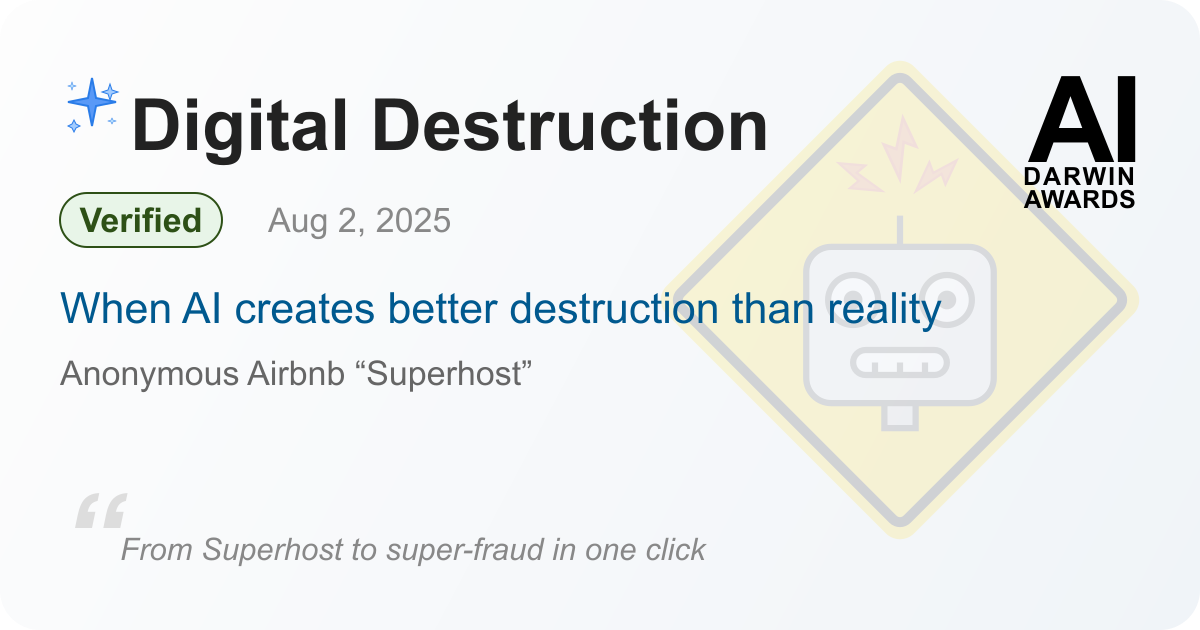 Digital Destruction
AI
DARWIN
AWARDS
Verified
Aug 2, 2025
When AI creates better destruction than reality
Anonymous Airbnb “Superhost”
“
From Superhost to super-fraud in one click